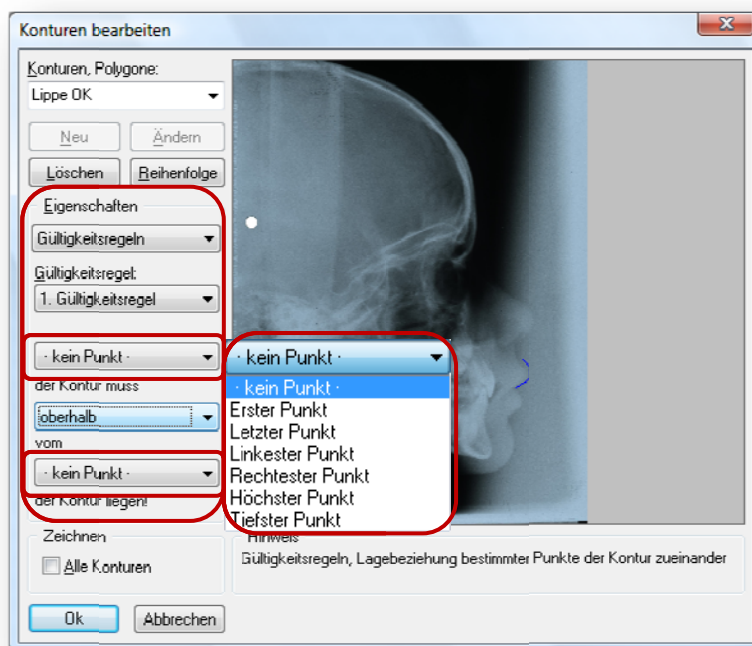 Konturen bearbeiten
Konturen, Polygone:
Lippe OK
Neu Ändern
Löschen Reihenfolge
Eigenschaften
Gültigkeitsregeln
Gültigkeitsregel:
1. Gültigkeitsregel
- kein Punkt - - kein Punkt -
der Kontur muss
- kein Punkt -
Erster Punkt
oberhalb
Letzter Punkt
vom
Linkester Punkt
- kein Punkt -
Rechtester Punkt
Höchster Punkt
der Kontur liegen!
Tiefster Punkt
Zeichnen
Alle Konturen
Hinweis
Gültigkeitsregeln, Lagebeziehung bestimmter Punkte der Kontur zueinander
Ok Abbrechen